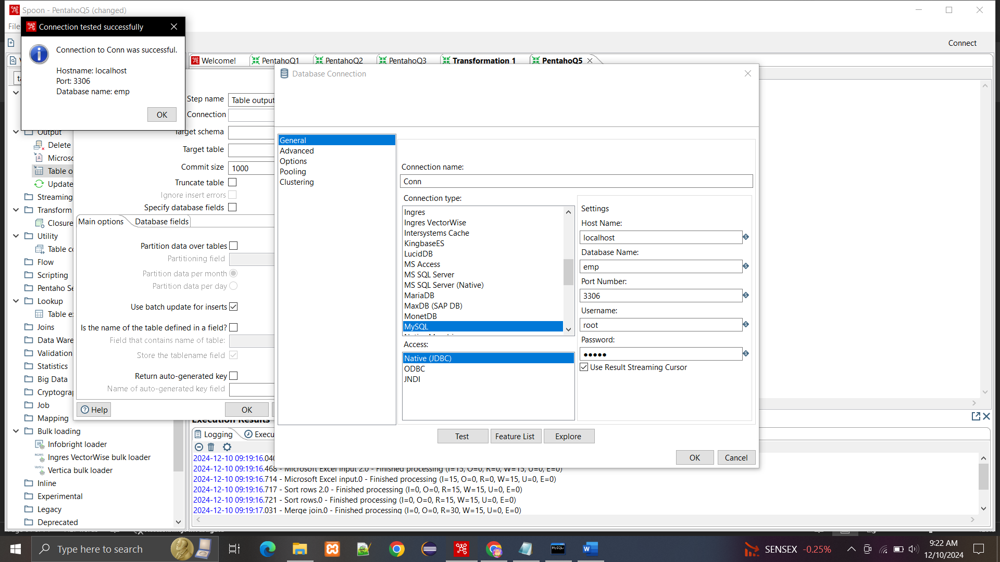 Spoon - PentahoQ5 (changed)
File
Connection tested successfully
Connection to Conn was successful.
Hostname: localhost
Port: 3306
Database name: emp
OK
Connect
Welcome!
PentahoQ1
PentahoQ2
PentahoQ3
Transformation 1
PentahoQ5
Output
Delete
Table o
Update
Streaming
Transform
Closure
Utility
Table co
Flow
Scripting
Pentaho Se
Lookup
Table ex
Joins
Data Ware
Validation
Statistics
Big Data
Cryptogra
Job
Mapping
Bulk loading
Infobright loader
Ingres VectorWise bulk loader
Vertica bulk loader
Inline
Experimental
Legacy
Deprecated
Step name
Table output
Connection
Target schema
Target table
Commit size
1000
Truncate table
Ignore insert errors
Specify database fields
Main options
Database fields
Partition data over tables
Partitioning field
Partition data per month
Partition data per day
Use batch update for inserts
Is the name of the table defined in a field?
Field that contains name of table:
Store the tablename field
Return auto-generated key
Name of auto-generated key field
Help
OK
Database Connection
General
Advanced
Options
Pooling
Clustering
Connection name:
Conn
Connection type:
Ingres
Ingres VectorWise
Intersystems Cache
KingbaseES
LucidDB
MS Access
MS SQL Server
MS SQL Server (Native)
MariaDB
MaxDB (SAP DB)
MonetDB
MySQL
Access:
Native (JDBC)
ODBC
JNDI
Settings
Host Name:
localhost
Database Name:
emp
Port Number:
3306
Username:
root
Password:
●●●●●
Use Result Streaming Cursor
Test
Feature List
Explore
OK
Cancel
Execution Results
Logging
Execu
2024-12-10 09:19:16.040
2024-12-10 09:19:16.468 - Microsoft Excel input 2.0 - Finished processing (I=15, O=0, R=0, W=15, U=0, E=0)
2024-12-10 09:19:16.714 - Microsoft Excel input.0 - Finished processing (I=15, O=0, R=0, W=15, U=0, E=0)
2024-12-10 09:19:16.717 - Sort rows 2.0 - Finished processing (I=0, O=0, R=15, W=15, U=0, E=0)
2024-12-10 09:19:16.721 - Sort rows.0 - Finished processing (I=0, O=0, R=15, W=15, U=0, E=0)
2024-12-10 09:19:17.031 - Merge join.0 - Finished processing (I=0, O=0, R=30, W=15, U=0, E=0)
Type here to search
SENSEX -0.25%
9:22 AM
12/10/2024